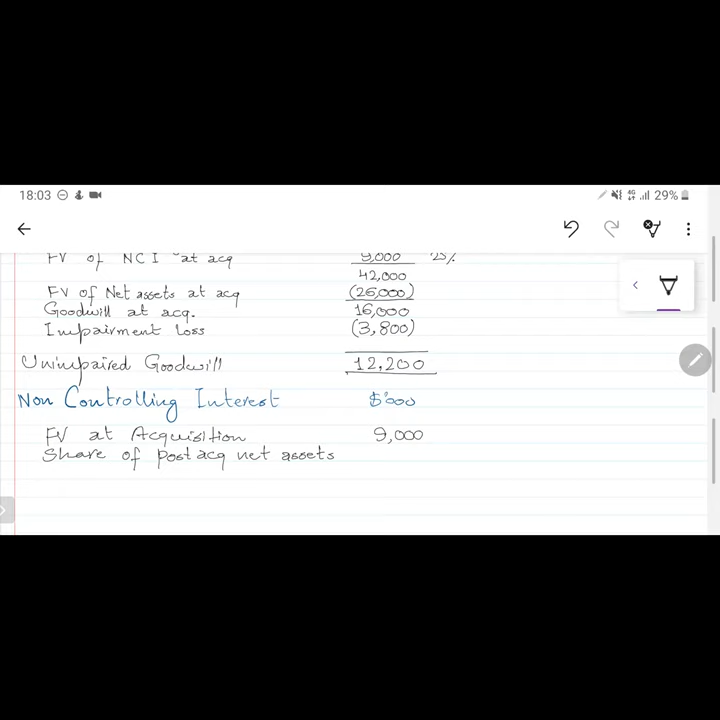 18:03 4G 29%
FV of NCI at acq 9,000 25%
42,000
FV of Net assets at acq (26,000)
Goodwill at acq. 16,000
Impairment Loss (3,800)
Unimpaired Goodwill 12,200
Non Controlling Interest $'000
FV at Acquisition 9,000
Share of post acq net assets